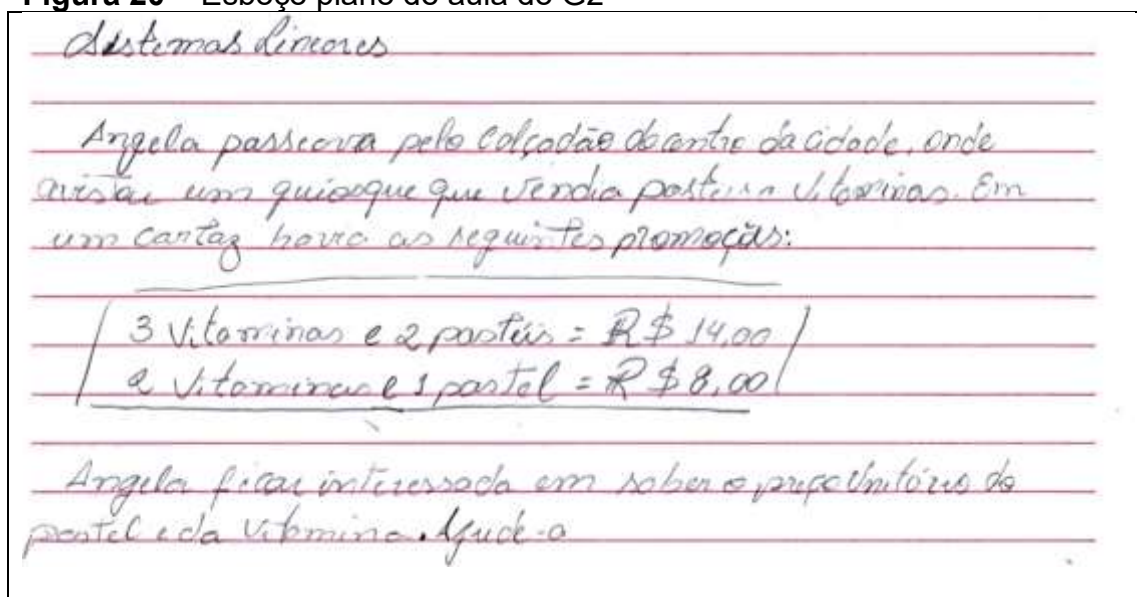 Figura 20 – Esboço plano de aula do G2
Sistemas Lineares
Angela passeava pelo calçadão do centro da cidade, onde
avistou um quiosque que vendia pasteis e vitaminas. Em
um cartaz havia as seguintes promoções:
3 Vitaminas e 2 pastéis = R$ 14,00
2 Vitaminas e 1 pastel = R$ 8,00
Angela ficou interessada em saber o preço Unitário do
pastel e da vitamina. Ajude-a